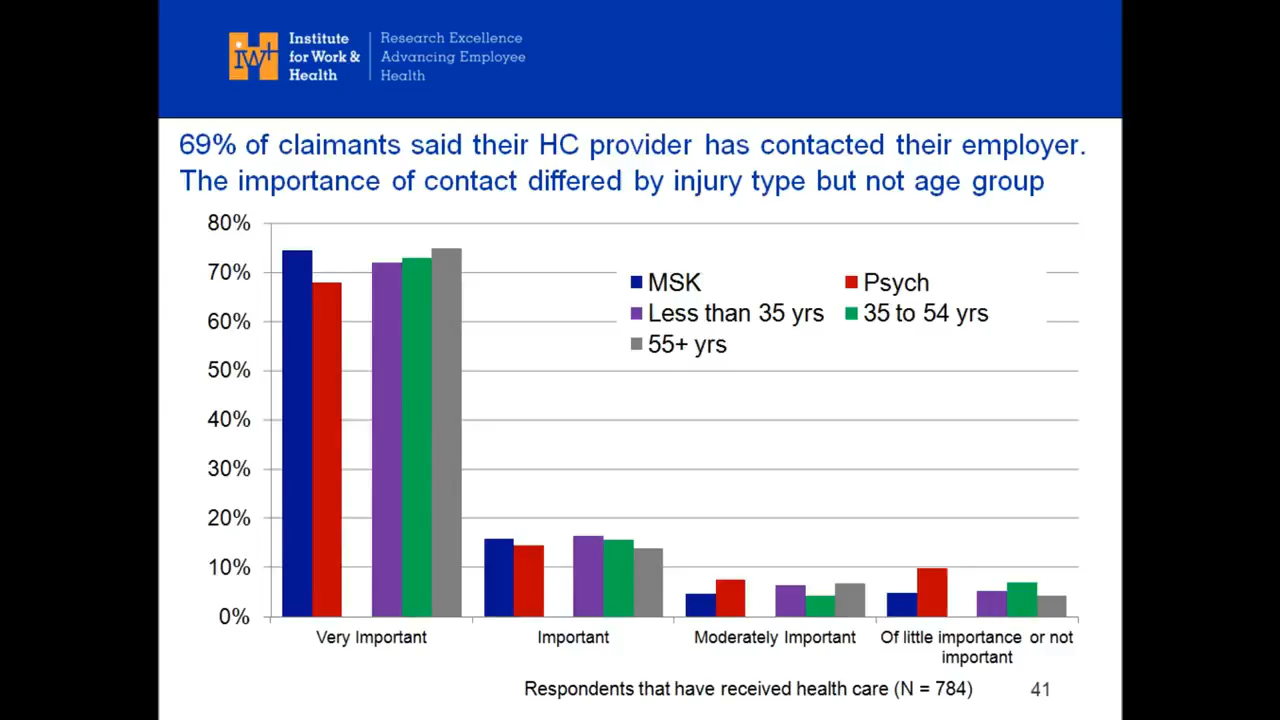 IW+
Institute
for Work &
Health
Research Excellence
Advancing Employee
Health
69% of claimants said their HC provider has contacted their employer.
The importance of contact differed by injury type but not age group
80%
70%
60%
50%
40%
30%
20%
10%
0%
MSK
Psych
Less than 35 yrs
35 to 54 yrs
55+ yrs
Very Important
Important
Moderately Important
Of little importance or not
important
Respondents that have received health care (N = 784)
41